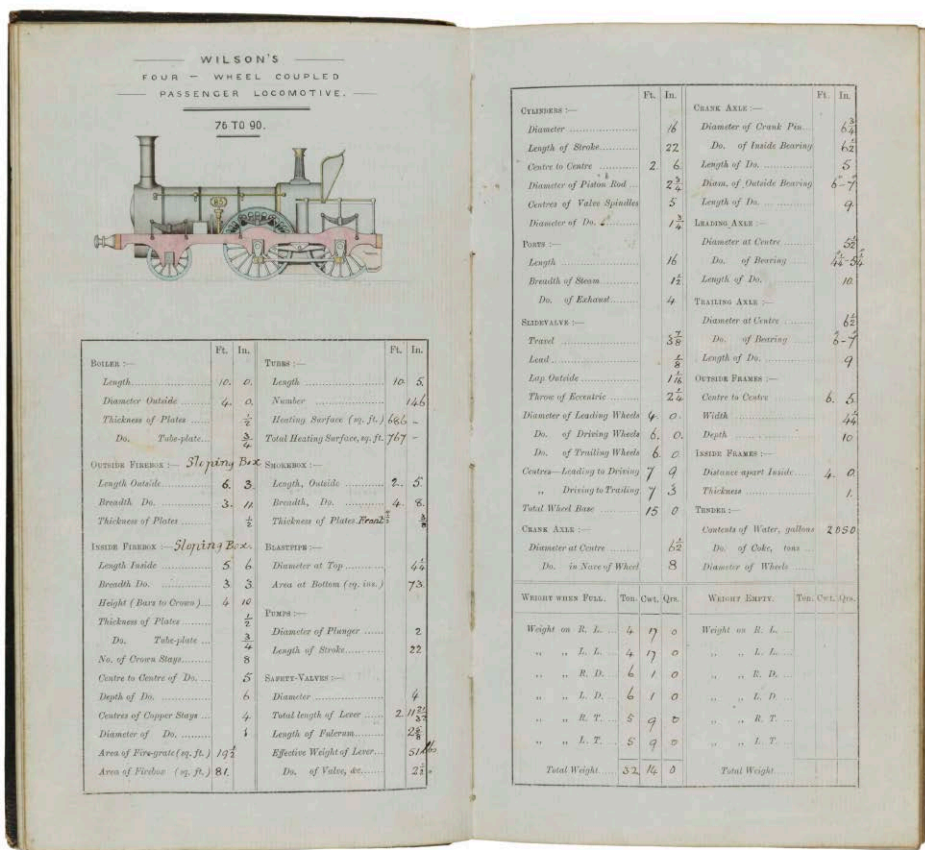 WILSON'S
FOUR - WHEEL COUPLED
PASSENGER LOCOMOTIVE.
76 TO 90.
Ft. In.
BOILER :—
Length 10. 0.
Diameter Outside 4. 0.
Thickness of Plates 1/2
Do. Tube-plate 3/4
OUTSIDE FIREBOX :— Sloping Box
Length Outside 6. 3.
Breadth Do. 3. 11.
Thickness of Plates 1/2
INSIDE FIREBOX :— Sloping Box.
Length Inside 5 6
Breadth Do. 3 3
Height (Bars to Crown) 4 10
Thickness of Plates 1/2
Do. Tube-plate 3/4
No. of Crown Stays 8
Centre to Centre of Do. 5
Depth of Do. 6
Centres of Copper Stays 4
Diameter of Do.
Area of Fire-grate (sq. ft.)
Area of Firebox (sq. ft.) 81.
Ft. In.
TUBES :—
Length 10. 5.
Number 146
Heating Surface (sq. ft.) 686 -
Total Heating Surface, sq. ft. 767 -
SMOKEBOX :—
Length, Outside 2. 5.
Breadth, Do. 4. 8.
Thickness of Plates Front
BLASTPIPE :—
Diameter at Top
Area at Bottom (sq. ins.) 73.
PUMPS :—
Diameter of Plunger 2
Length of Stroke 22
SAFETY-VALVES :—
Diameter 4
Total length of Lever 2
Length of Fulcrum
Effective Weight of Lever
Do. of Valve, &c.
Ft. In.
CYLINDERS :—
Diameter 16
Length of Stroke 22
Centre to Centre 2. 6
Diameter of Piston Rod 2 3/4
Centres of Valve Spindles 5
Diameter of Do. 1 3/4
PORTS :—
Length 16
Breadth of Steam 1 1/2
Do. of Exhaust 4
SLIDEVALVE :—
Travel 3 7/8
Lead 1/8
Lap Outside
Throw of Eccentric
Diameter of Leading Wheels 4 0.
Do. of Driving Wheels 6. 0.
Do. of Trailing Wheels 6 0
Centres—Leading to Driving 7 9
,, Driving to Trailing 7 3
Total Wheel Base 15 0
CRANK AXLE :—
Diameter at Centre 6 1/2
Do. in Nave of Wheel 8
Ft. In.
CRANK AXLE :—
Diameter of Crank Pin 6 3/4
Do. of Inside Bearing 6 1/2
Length of Do. 5
Diam. of Outside Bearing 6-7
Length of Do. 9
LEADING AXLE :—
Diameter at Centre 5 1/2
Do. of Bearing
Length of Do. 10.
TRAILING AXLE :—
Diameter at Centre 6 1/2
Do. of Bearing 6-7
Length of Do. 9
OUTSIDE FRAMES :—
Centre to Centre 6. 5.
Width
Depth 10
INSIDE FRAMES :—
Distance apart Inside 4. 0.
Thickness 1.
TENDER :—
Contents of Water, gallons 2050
Do. of Coke, tons
Diameter of Wheels
WEIGHT WHEN FULL. Ton. Cwt. Qrs.
Weight on R. L. 4 17 0
,, ,, L. L. 4 17 0
,, ,, R. D. 6 1 0
,, ,, L. D. 6 1 0
,, ,, R. T. 5 9 0
,, ,, L. T. 5 9 0
Total Weight 32 14 0
WEIGHT EMPTY. Ton. Cwt. Qrs.
Weight on R. L.
,, ,, L. L.
,, ,, R. D.
,, ,, L. D.
,, ,, R. T.
,, ,, L. T.
Total Weight